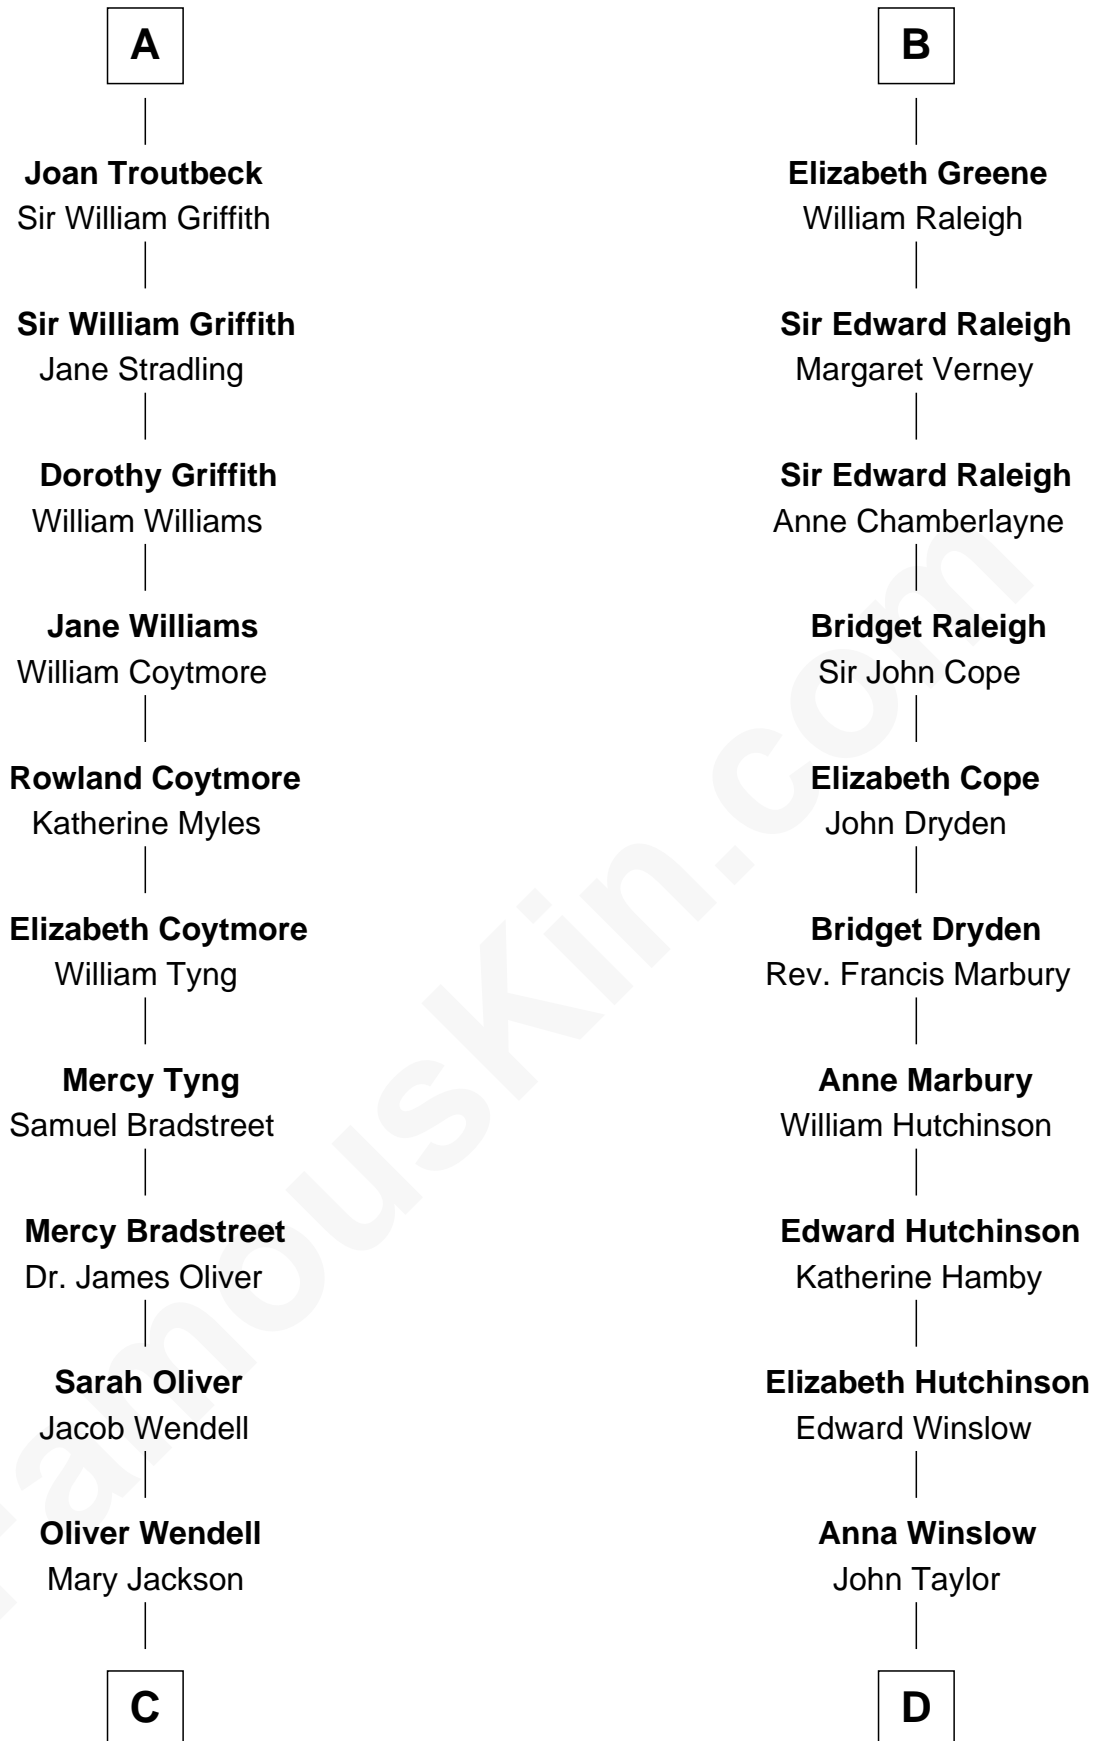 A
Joan Troutbeck
Sir William Griffith
Sir William Griffith
Jane Stradling
Dorothy Griffith
William Williams
Jane Williams
William Coytmore
Rowland Coytmore
Katherine Myles
Elizabeth Coytmore
William Tyng
Mercy Tyng
Samuel Bradstreet
Mercy Bradstreet
Dr. James Oliver
Sarah Oliver
Jacob Wendell
Oliver Wendell
Mary Jackson
C
B
Elizabeth Greene
William Raleigh
Sir Edward Raleigh
Margaret Verney
Sir Edward Raleigh
Anne Chamberlayne
Bridget Raleigh
Sir John Cope
Elizabeth Cope
John Dryden
Bridget Dryden
Rev. Francis Marbury
Anne Marbury
William Hutchinson
Edward Hutchinson
Katherine Hamby
Elizabeth Hutchinson
Edward Winslow
Anna Winslow
John Taylor
D
FamousKin.com